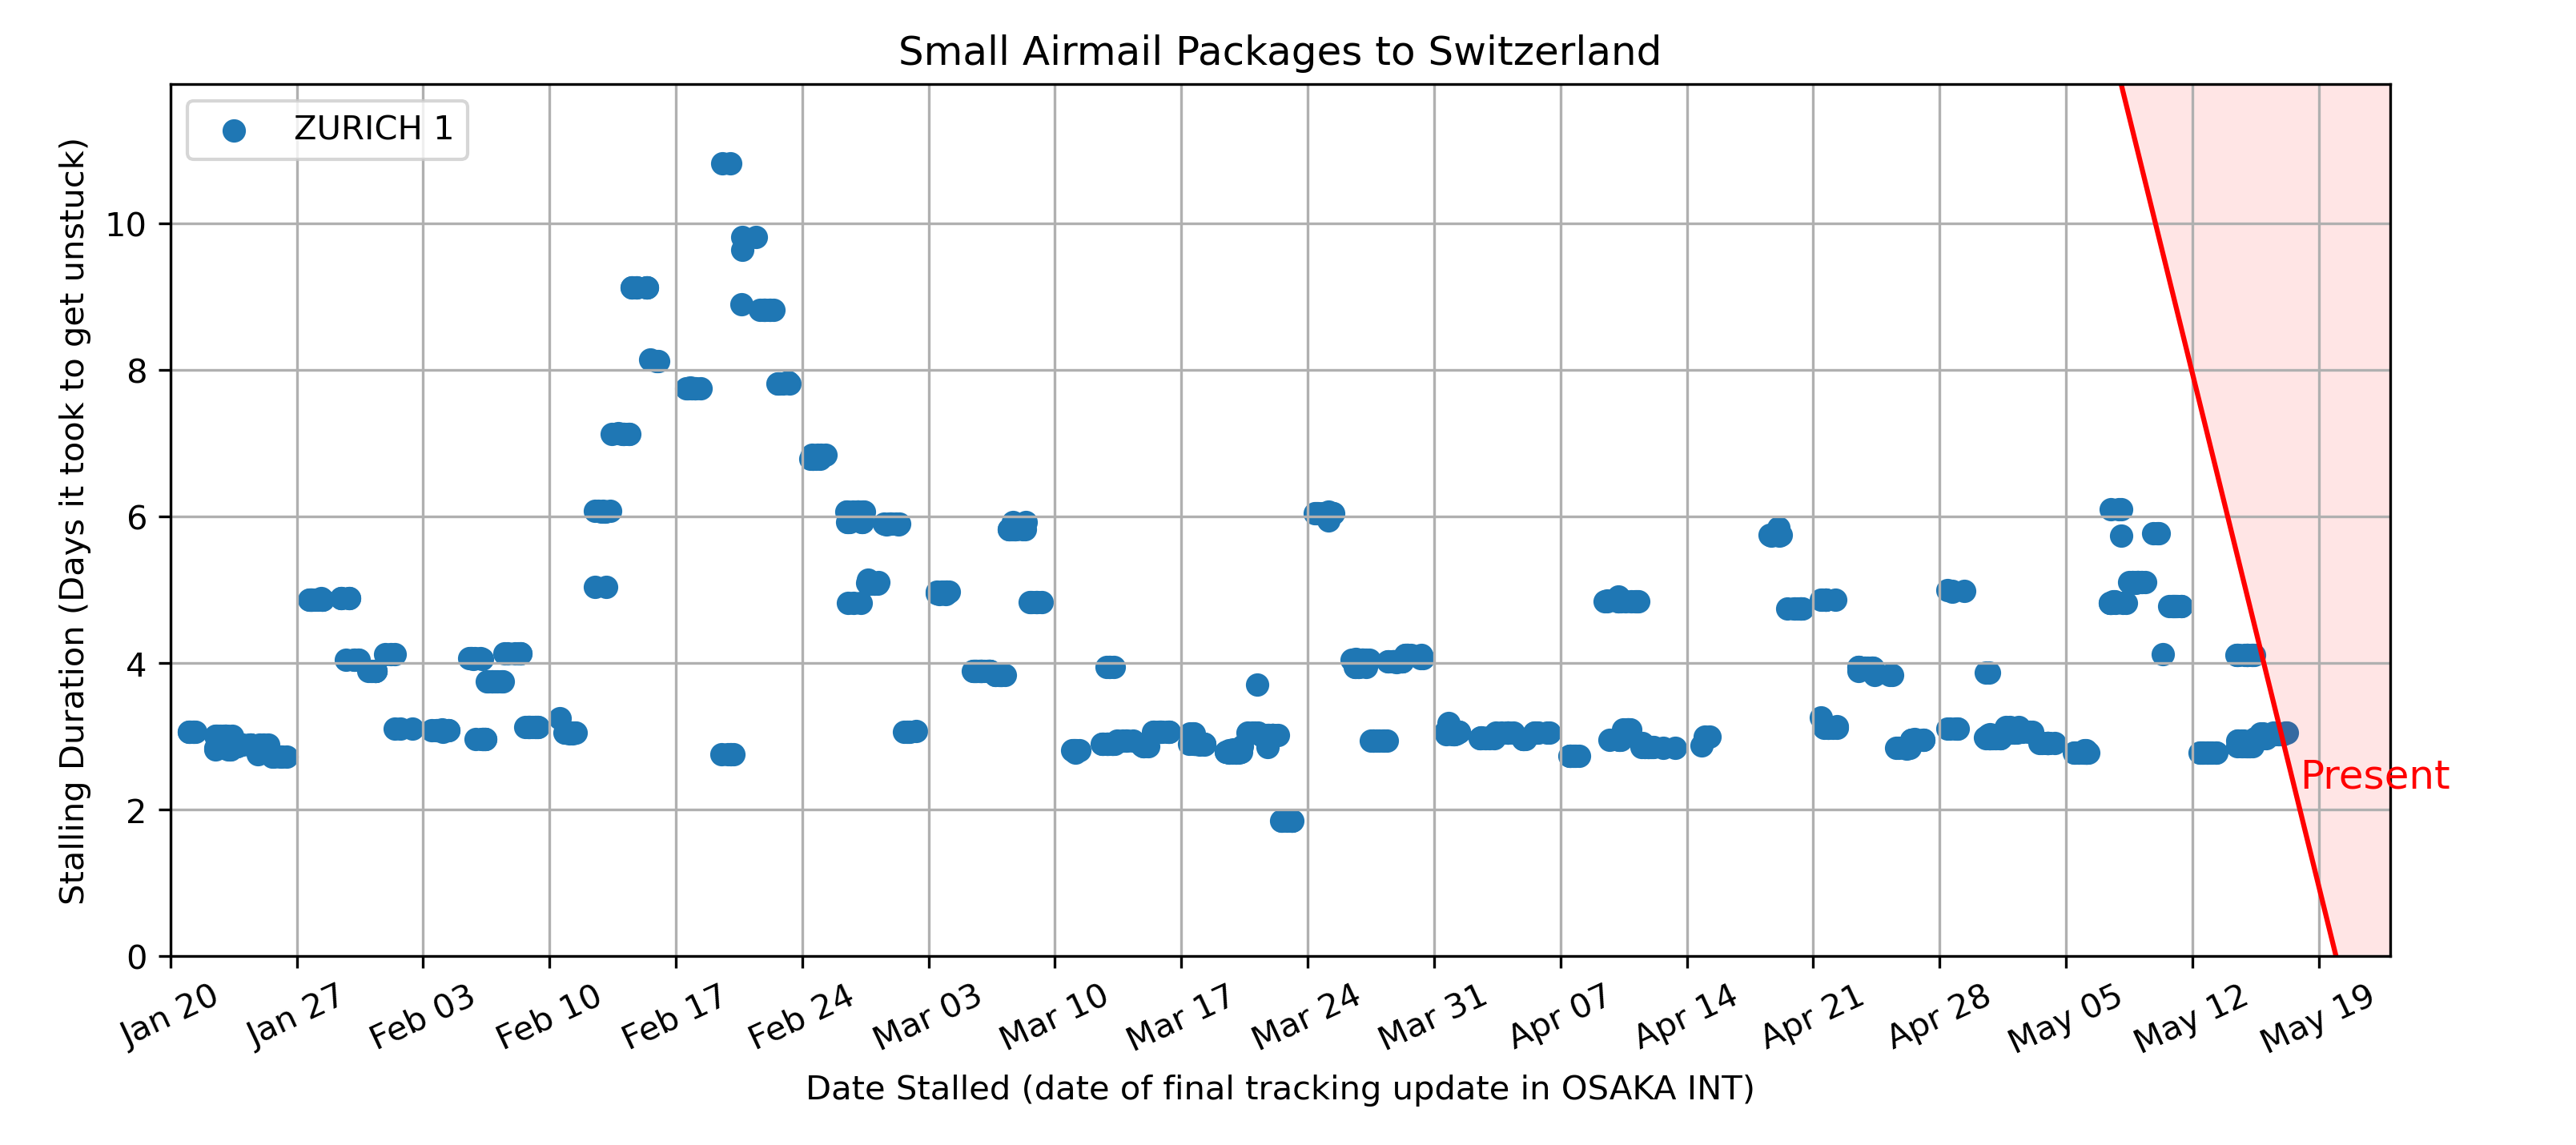 Small Airmail Packages to Switzerland
ZURICH 1
Stalling Duration (Days it took to get unstuck)
10
8
6
4
2
0
Present
Jan 20
Jan 27
Feb 03
Feb 10
Feb 17
Feb 24
Mar 03
Mar 10
Mar 17
Mar 24
Mar 31
Apr 07
Apr 14
Apr 21
Apr 28
May 05
May 12
May 19
Date Stalled (date of final tracking update in OSAKA INT)